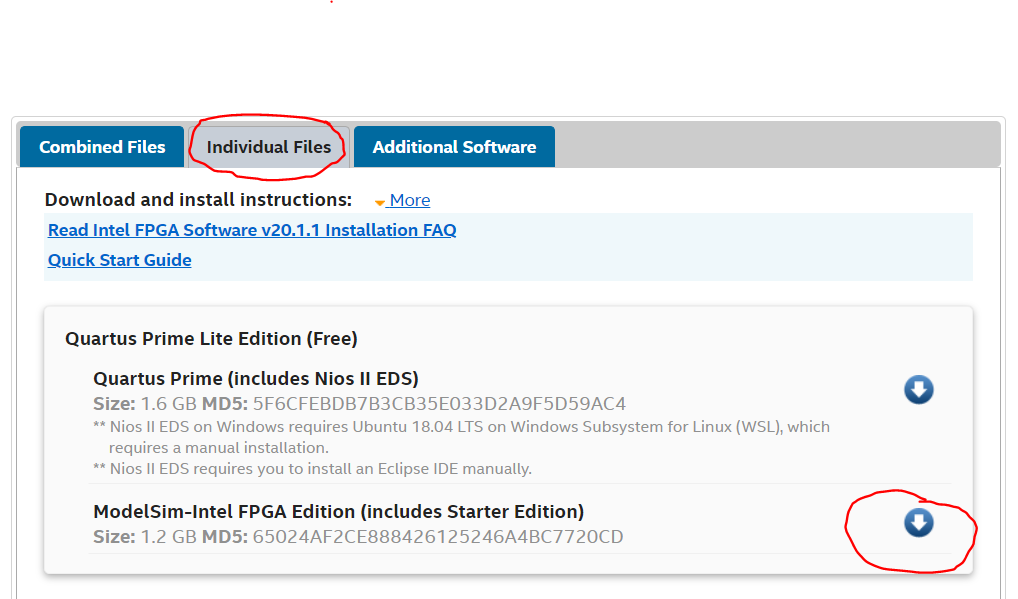 Combined Files
Individual Files
Additional Software
Download and install instructions: More
Read Intel FPGA Software v20.1.1 Installation FAQ
Quick Start Guide
Quartus Prime Lite Edition (Free)
Quartus Prime (includes Nios II EDS)
Size: 1.6 GB MD5: 5F6CFEBDB7B3CB35E033D2A9F5D59AC4
** Nios II EDS on Windows requires Ubuntu 18.04 LTS on Windows Subsystem for Linux (WSL), which
requires a manual installation.
** Nios II EDS requires you to install an Eclipse IDE manually.
ModelSim-Intel FPGA Edition (includes Starter Edition)
Size: 1.2 GB MD5: 65024AF2CE888426125246A4BC7720CD